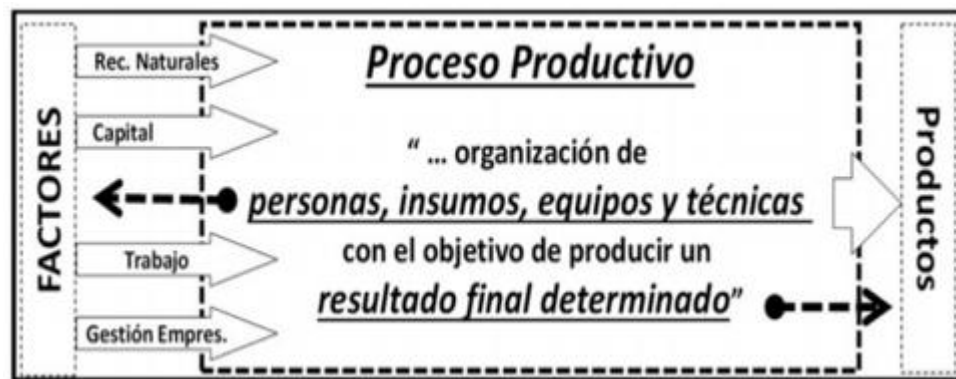 FACTORES
Rec. Naturales
Capital
Trabajo
Gestión Empres.
Proceso Productivo
“ ... organización de
personas, insumos, equipos y técnicas
con el objetivo de producir un
resultado final determinado”
Productos